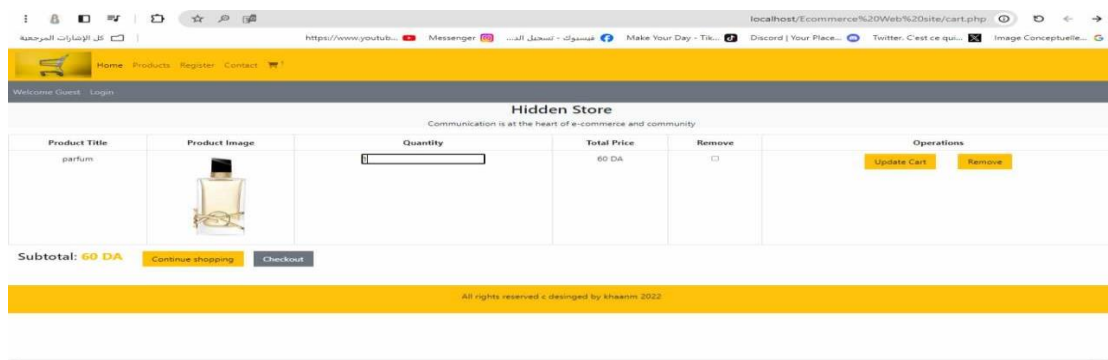 localhost/Ecommerce%20Web%20site/cart.php
كل الإشارات المرجعية
https://www.youtub...
Messenger
فيسبوك - تسجيل الد...
Make Your Day - Tik...
Discord | Your Place...
Twitter. C'est ce qui...
Image Conceptuelle...
Home Products Register Contact 1
Welcome Guest Login
Hidden Store
Communication is at the heart of e-commerce and community
Product Title Product Image Quantity Total Price Remove Operations
parfum 60 DA Update Cart Remove
Subtotal: 60 DA Continue shopping Checkout
All rights reserved c desinged by khaanm 2022